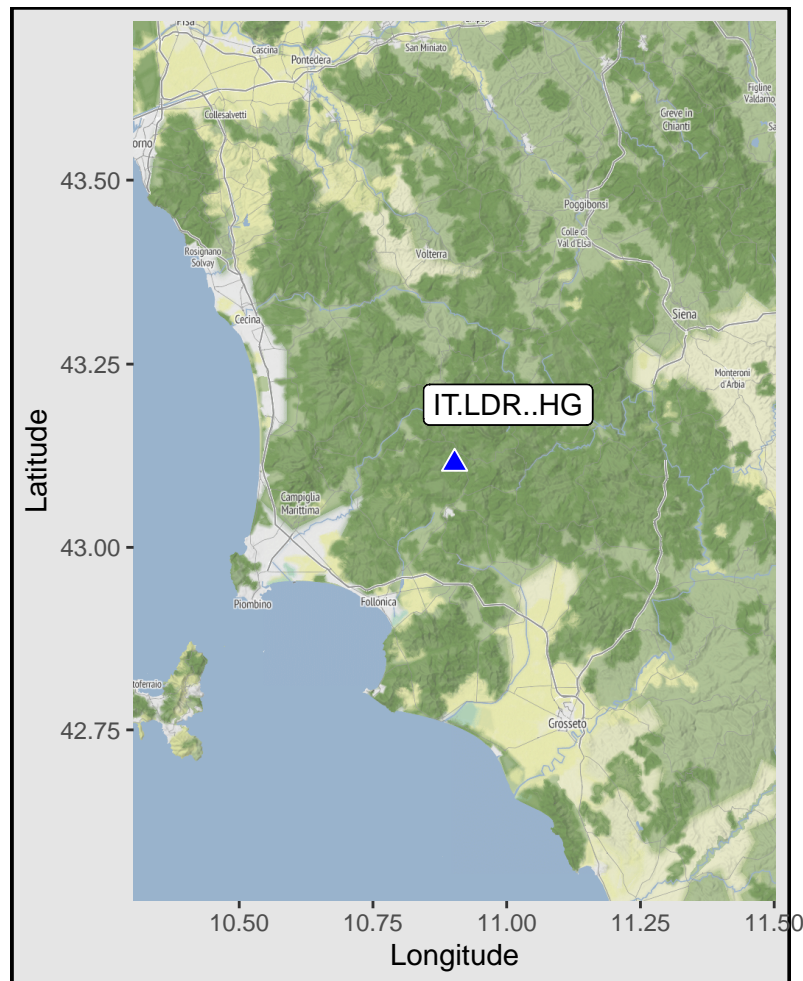 Pisa
Cascina
Pontedera
San Miniato
Figline
Valdarno
Collesalvetti
Greve in
Chianti
orno
43.50
Poggibonsi
Colle di
Val d'Elsa
Rosignano
Solvay
Volterra
Cecina
Siena
43.25
Monteroni
d'Arbia
IT.LDR..HG
Latitude
Campiglia
Marittima
43.00
Piombino
Follonica
toferraio
42.75
Grosseto
10.50 10.75 11.00 11.25 11.50
Longitude